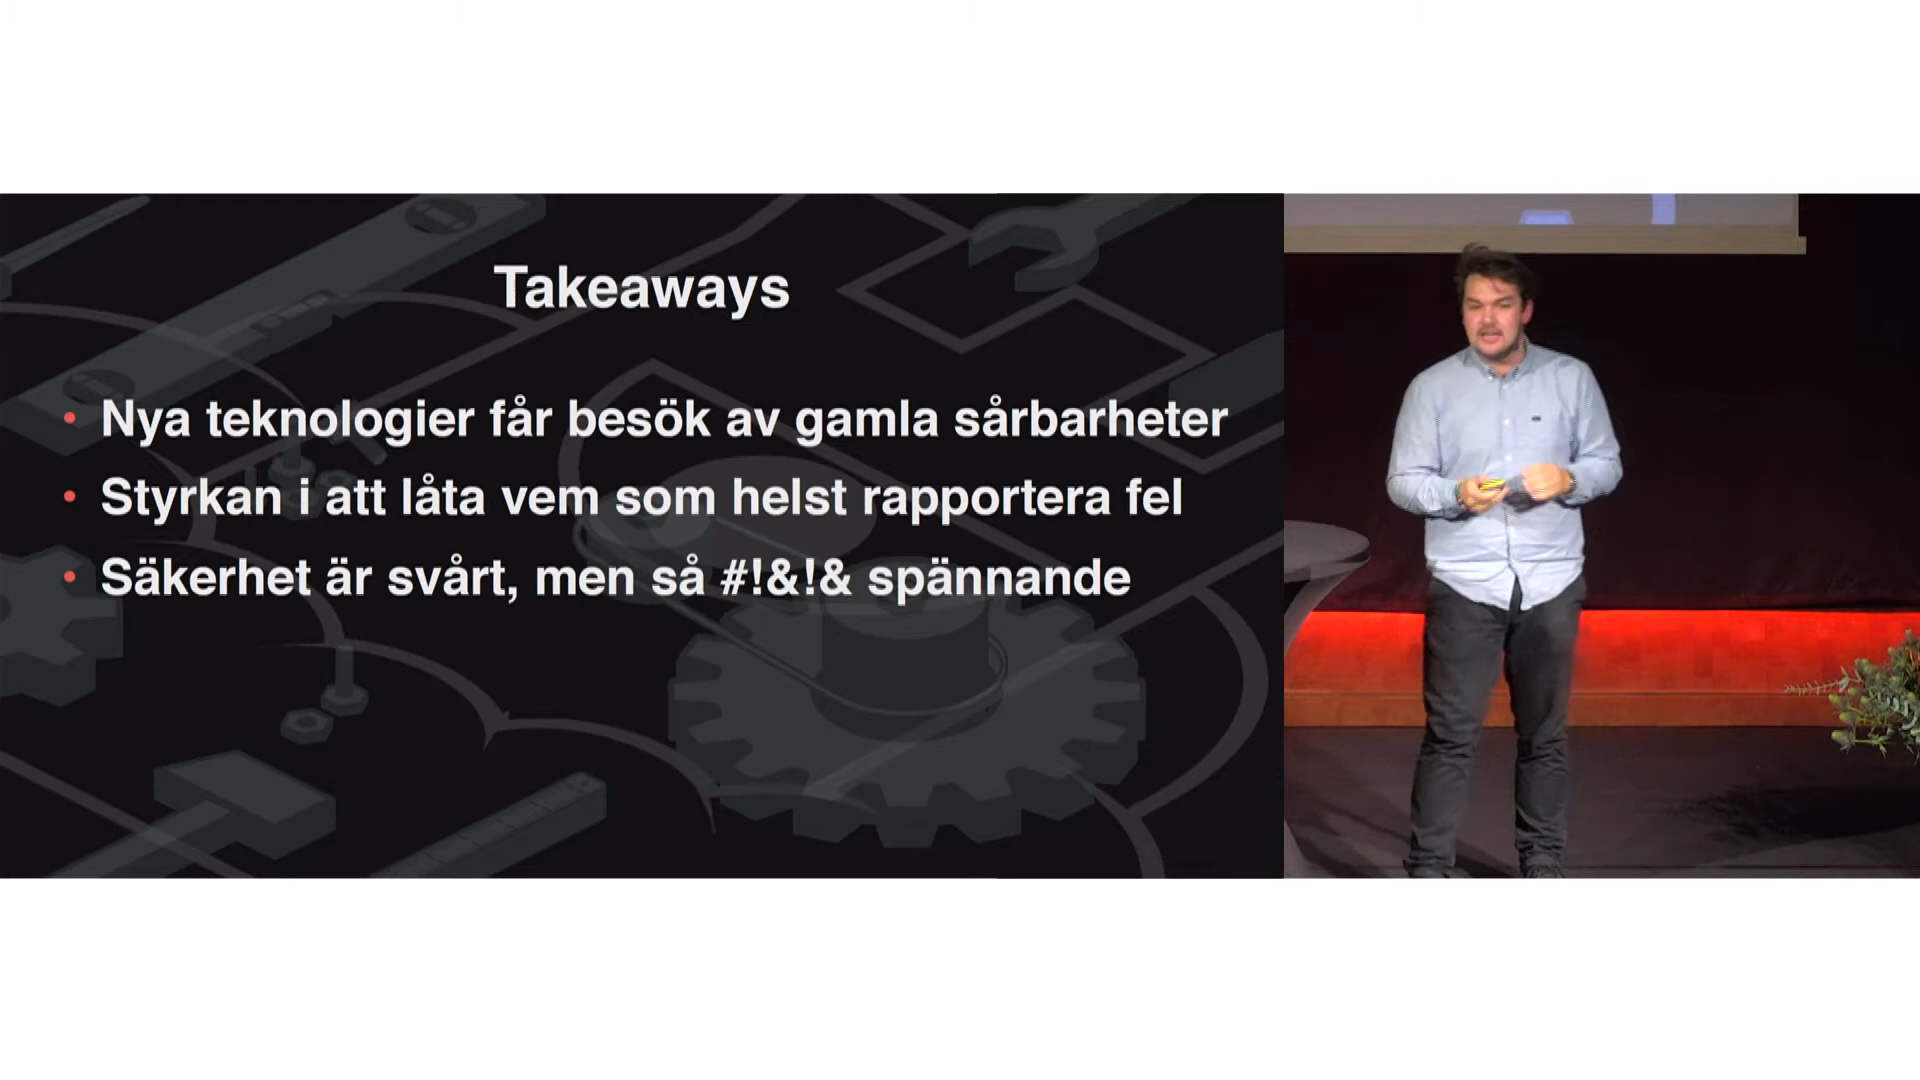 Takeaways
• Nya teknologier får besök av gamla sårbarheter
• Styrkan i att låta vem som helst rapportera fel
• Säkerhet är svårt, men så #!&!& spännande